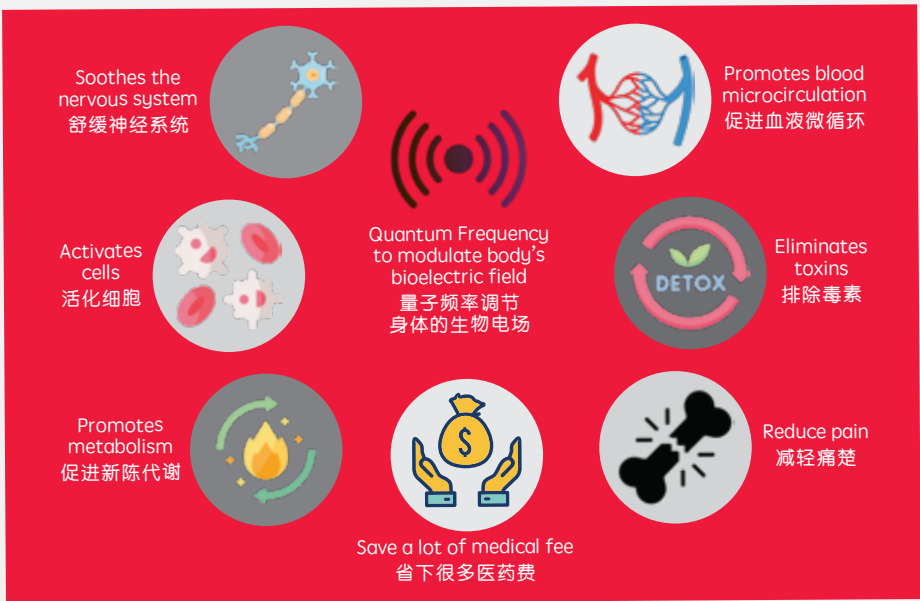 Soothes the
nervous system
舒缓神经系统
Promotes blood
microcirculation
促进血液微循环
Activates
cells
活化细胞
Quantum Frequency
to modulate body's
bioelectric field
量子频率调节
身体的生物电场
DETOX
Eliminates
toxins
排除毒素
Promotes
metabolism
促进新陈代谢
$
Reduce pain
减轻痛楚
Save a lot of medical fee
省下很多医药费